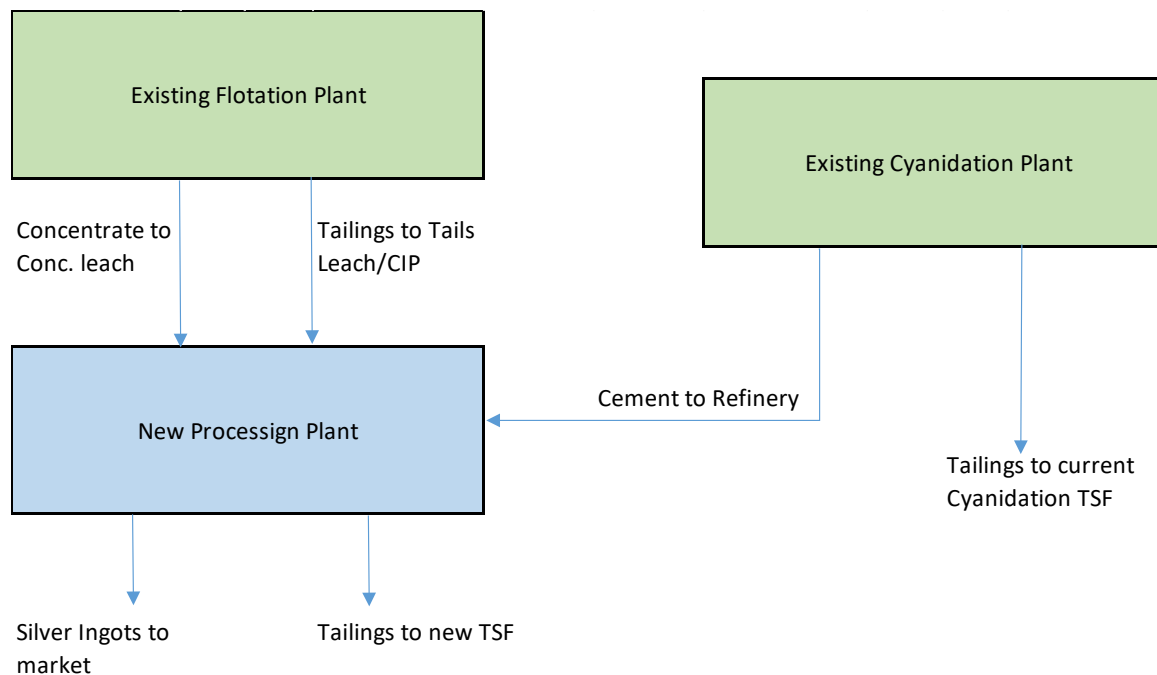 Existing Flotation Plant
Existing Cyanidation Plant
Concentrate to
Conc. leach
Tailings to Tails
Leach/CIP
Cement to Refinery
New Processign Plant
Tailings to current
Cyanidation TSF
Silver Ingots to
market
Tailings to new TSF